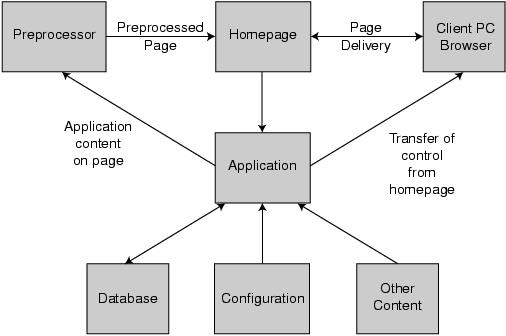 Preprocessor
Preprocessed
Page
Homepage
Page
Delivery
Client PC
Browser
Application
content
on page
Application
Transfer of
control
from
homepage
Database
Configuration
Other
Content